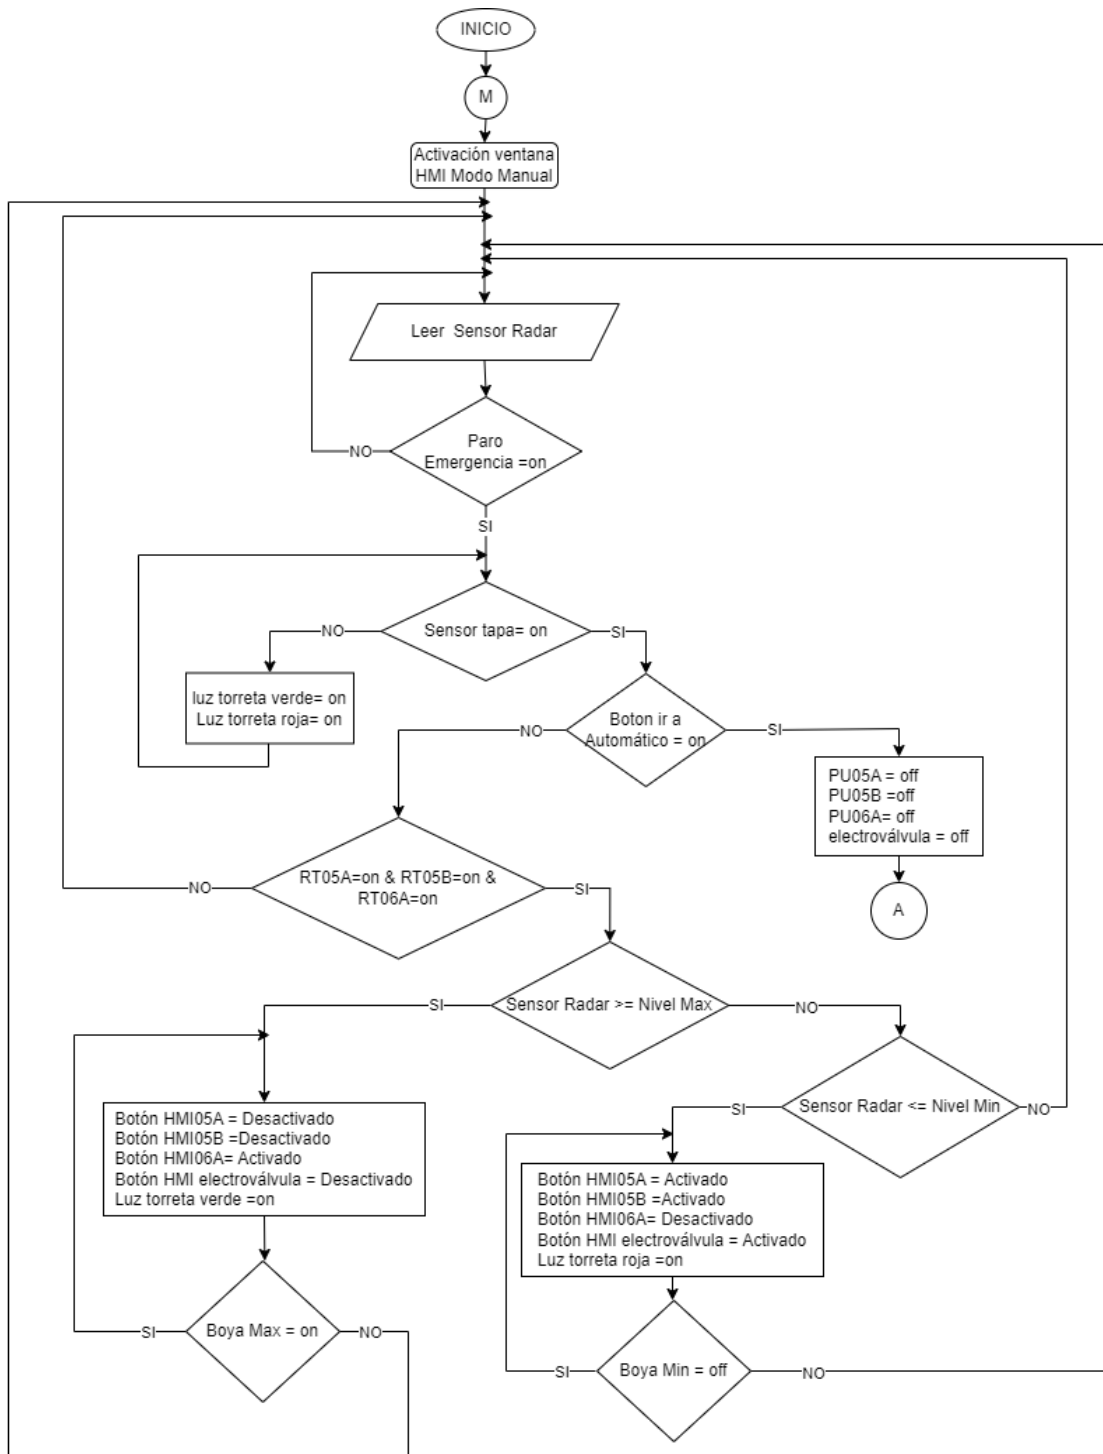 INICIO
M
Activación ventana
HMI Modo Manual
Leer Sensor Radar
Paro
Emergencia =on
NO
SI
Sensor tapa= on
NO
SI
luz torreta verde= on
Luz torreta roja= on
Boton ir a
Automático = on
NO
SI
PU05A = off
PU05B =off
PU06A= off
electroválvula = off
A
RT05A=on & RT05B=on &
RT06A=on
NO
SI
Sensor Radar >= Nivel Max
SI
NO
Sensor Radar <= Nivel Min
SI
NO
Botón HMI05A = Desactivado
Botón HMI05B =Desactivado
Botón HMI06A= Activado
Botón HMI electroválvula = Desactivado
Luz torreta verde =on
Botón HMI05A = Activado
Botón HMI05B =Activado
Botón HMI06A= Desactivado
Botón HMI electroválvula = Activado
Luz torreta roja =on
Boya Max = on
SI
NO
Boya Min = off
SI
NO